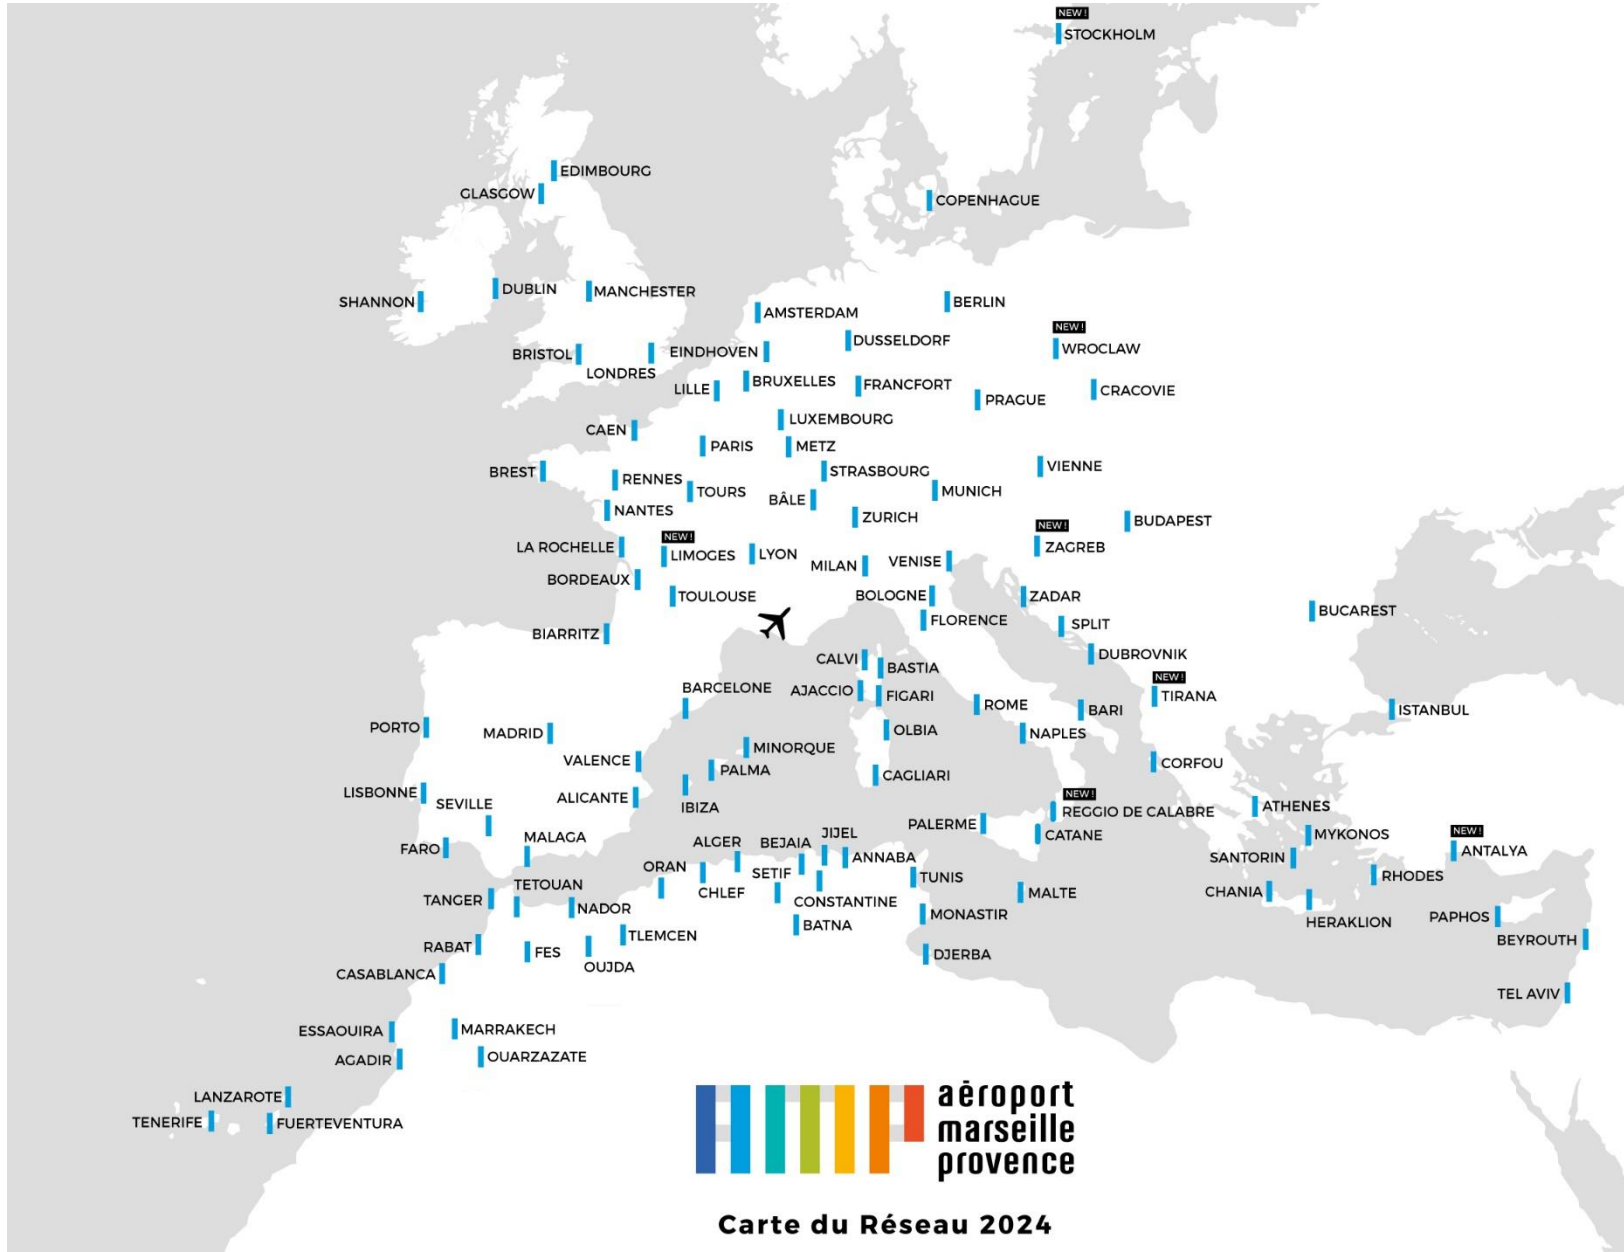 NEW !
STOCKHOLM
EDIMBOURG
GLASGOW
COPENHAGUE
SHANNON
DUBLIN
MANCHESTER
BERLIN
AMSTERDAM
NEW !
WROCLAW
DUSSELDORF
BRISTOL
LONDRES
EINDHOVEN
LILLE
BRUXELLES
FRANCFORT
PRAGUE
CRACOVIE
LUXEMBOURG
CAEN
PARIS
METZ
BREST
RENNES
STRASBOURG
VIENNE
TOURS
BÂLE
MUNICH
NANTES
ZURICH
BUDAPEST
NEW !
ZAGREB
LA ROCHELLE
NEW !
LIMOGES
LYON
MILAN
VENISE
BORDEAUX
TOULOUSE
BOLOGNE
ZADAR
BUCAREST
FLORENCE
SPLIT
BIARRITZ
DUBROVNIK
CALVI
BASTIA
BARCELONE
AJACCIO
FIGARI
NEW !
TIRANA
ROME
BARI
ISTANBUL
PORTO
MADRID
OLBIA
NAPLES
MINORQUE
VALENCE
PALMA
CAGLIARI
CORFOU
LISBONNE
SEVILLE
ALICANTE
IBIZA
NEW !
REGGIO DE CALABRE
ATHENES
PALERME
CATANE
MYKONOS
FARO
MALAGA
ALGER
BEJAIA
JIJEL
ANNABA
SANTORIN
NEW !
ANTALYA
ORAN
CHLEF
SETIF
TUNIS
RHODES
TETOUAN
TANGER
NADOR
CONSTANTINE
MALTE
CHANIA
HERAKLION
BATNA
MONASTIR
PAPHOS
RABAT
FES
TLEMCEN
OUJDA
DJERBA
BEYROUTH
CASABLANCA
TEL AVIV
ESSAOUIRA
MARRAKECH
AGADIR
OUARZAZATE
LANZAROTE
TENERIFE
FUERTEVENTURA
AMP
aéroport
marseille
provence
Carte du Réseau 2024